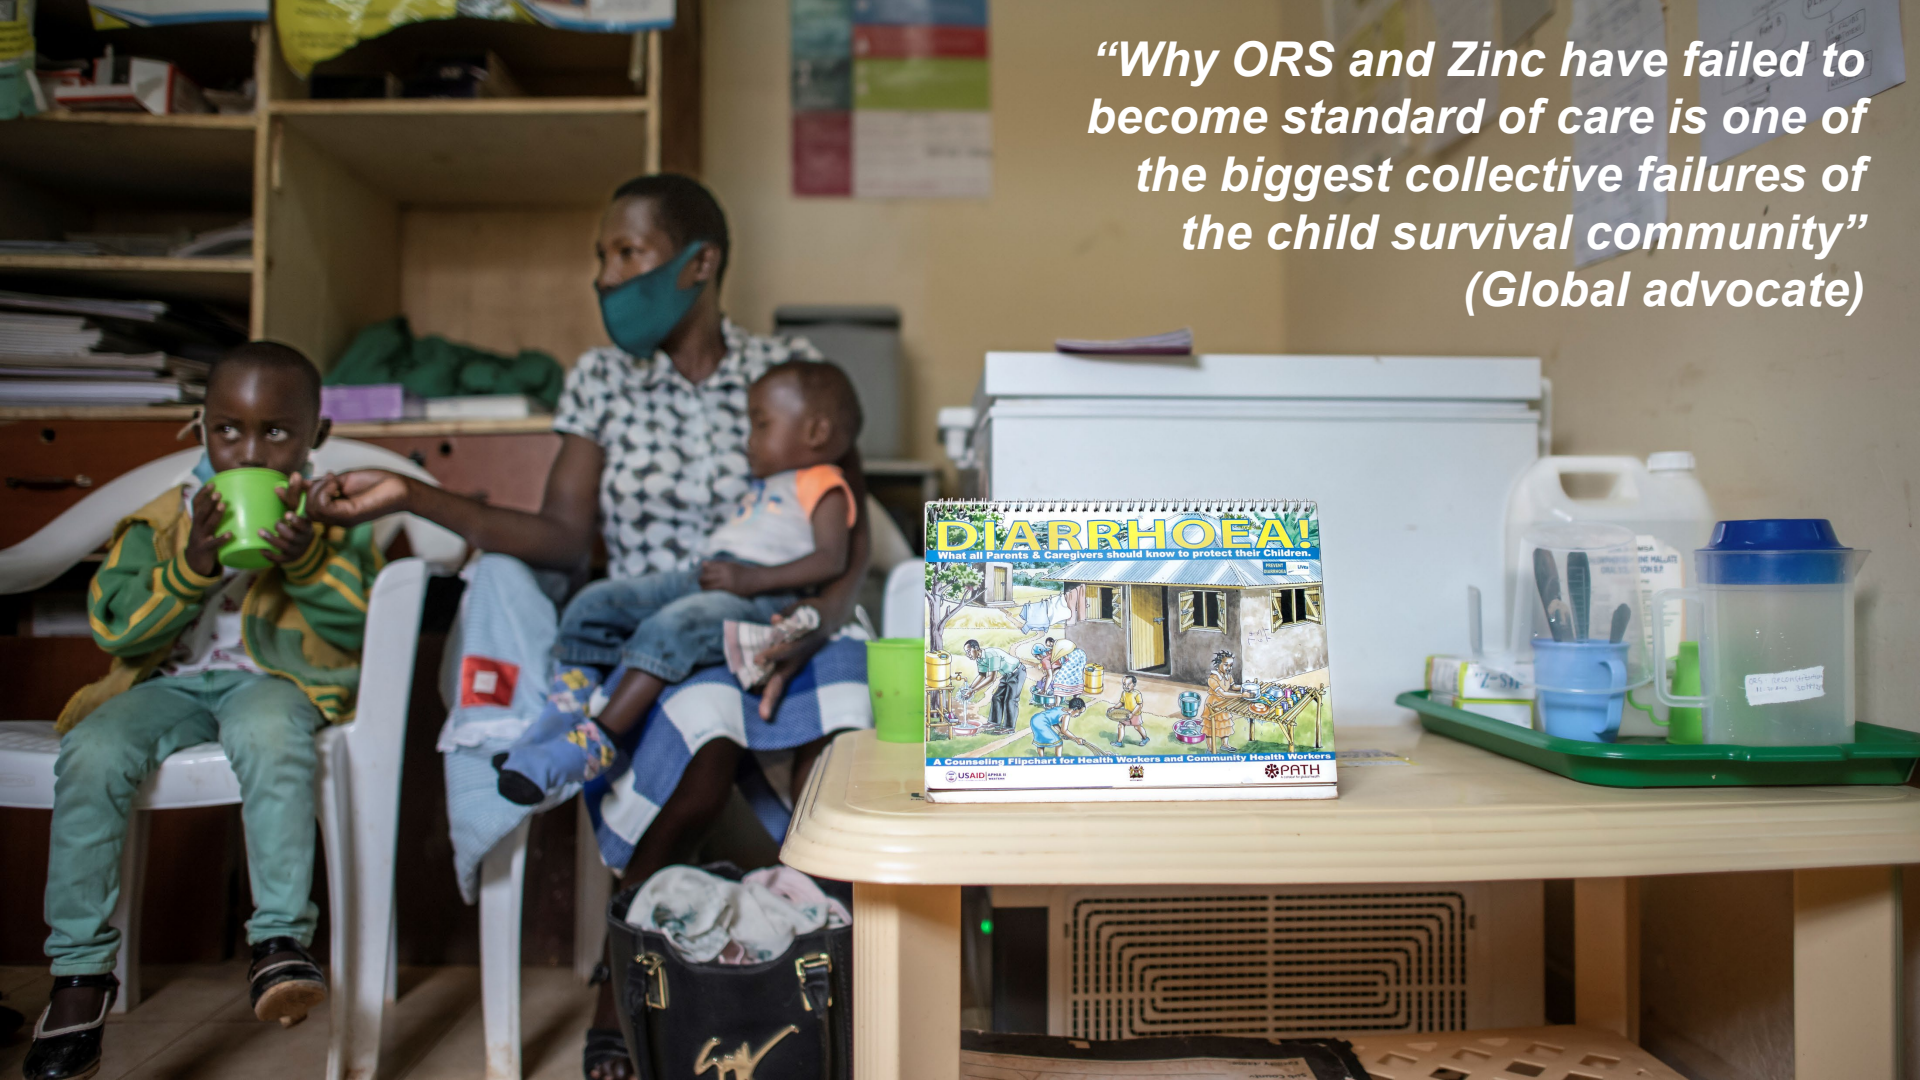 “Why ORS and Zinc have failed to
become standard of care is one of
the biggest collective failures of
the child survival community”
(Global advocate)
DIARRHOEA!
What all Parents & Caregivers should know to protect their Children.
PREVENT
DIARRHOEA
A Counseling Flipchart for Health Workers and Community Health Workers
USAID
PATH